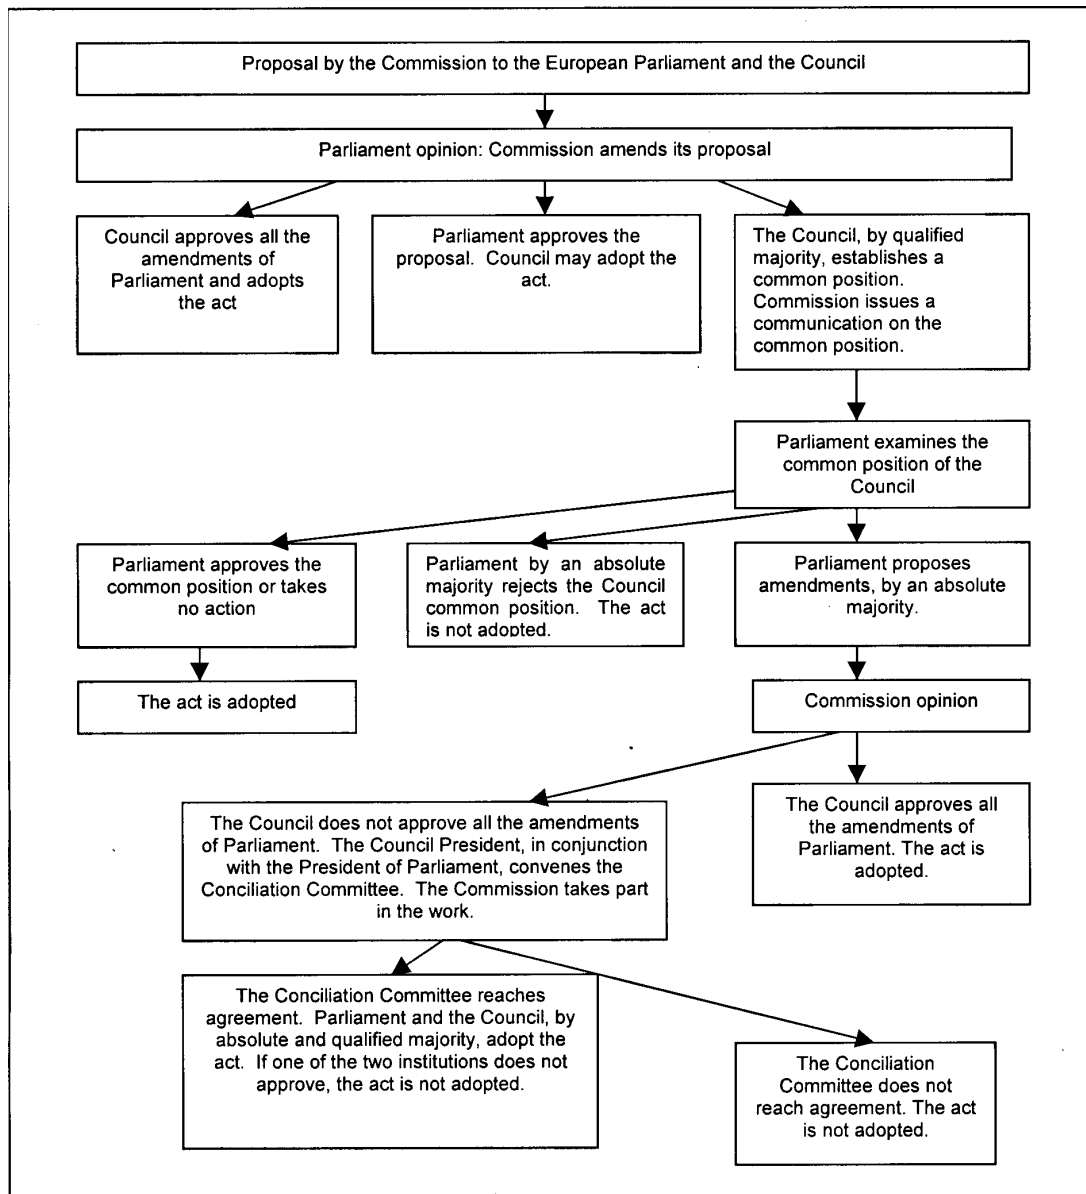 Proposal by the Commission to the European Parliament and the Council
Parliament opinion: Commission amends its proposal
Council approves all the
amendments of
Parliament and adopts
the act
Parliament approves the
proposal. Council may adopt the
act.
The Council, by qualified
majority, establishes a
common position.
Commission issues a
communication on the
common position.
Parliament examines the
common position of the
Council
Parliament approves the
common position or takes
no action
Parliament by an absolute
majority rejects the Council
common position. The act
is not adopted.
Parliament proposes
amendments, by an absolute
majority.
The act is adopted
Commission opinion
The Council does not approve all the amendments
of Parliament. The Council President, in conjunction
with the President of Parliament, convenes the
Conciliation Committee. The Commission takes part
in the work.
The Council approves all
the amendments of
Parliament. The act is
adopted.
The Conciliation Committee reaches
agreement. Parliament and the Council, by
absolute and qualified majority, adopt the
act. If one of the two institutions does not
approve, the act is not adopted.
The Conciliation
Committee does not
reach agreement. The act
is not adopted.